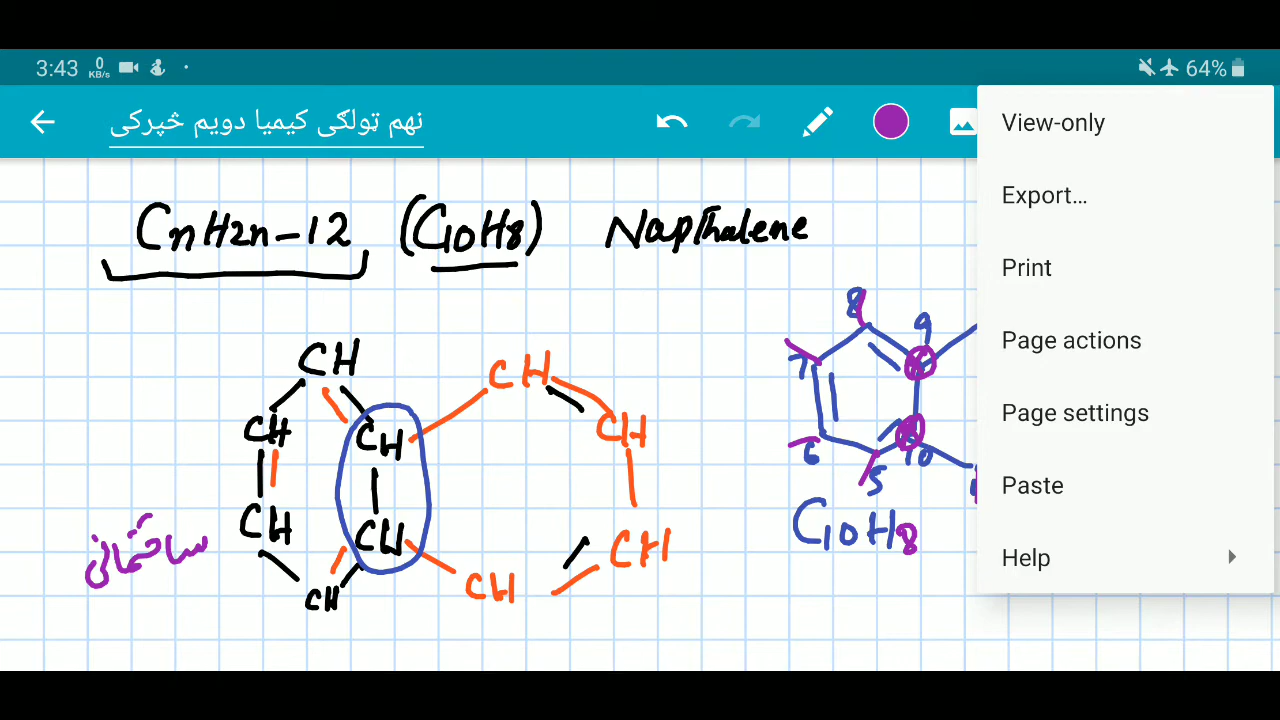 3:43 0 KB/s 64%
نهم ټولګی کیمیا دویم څپرکی
View-only
Export...
Print
Page actions
Page settings
Paste
Help
CnH2n-12 (C10H8) Napthalene
CH CH
CH CH CH
CH CH CH
CH CH
ساختمانی
8 9
7
6 10
5
C10H8